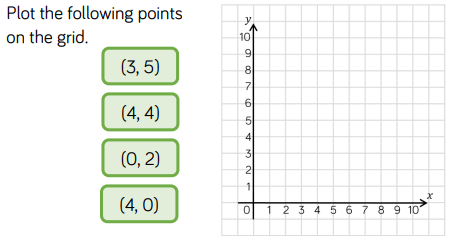 Plot the following points
on the grid.
(3, 5)
(4, 4)
(0, 2)
(4, 0)
y
10
9
8
7
6
5
4
3
2
1
0 1 2 3 4 5 6 7 8 9 10
x